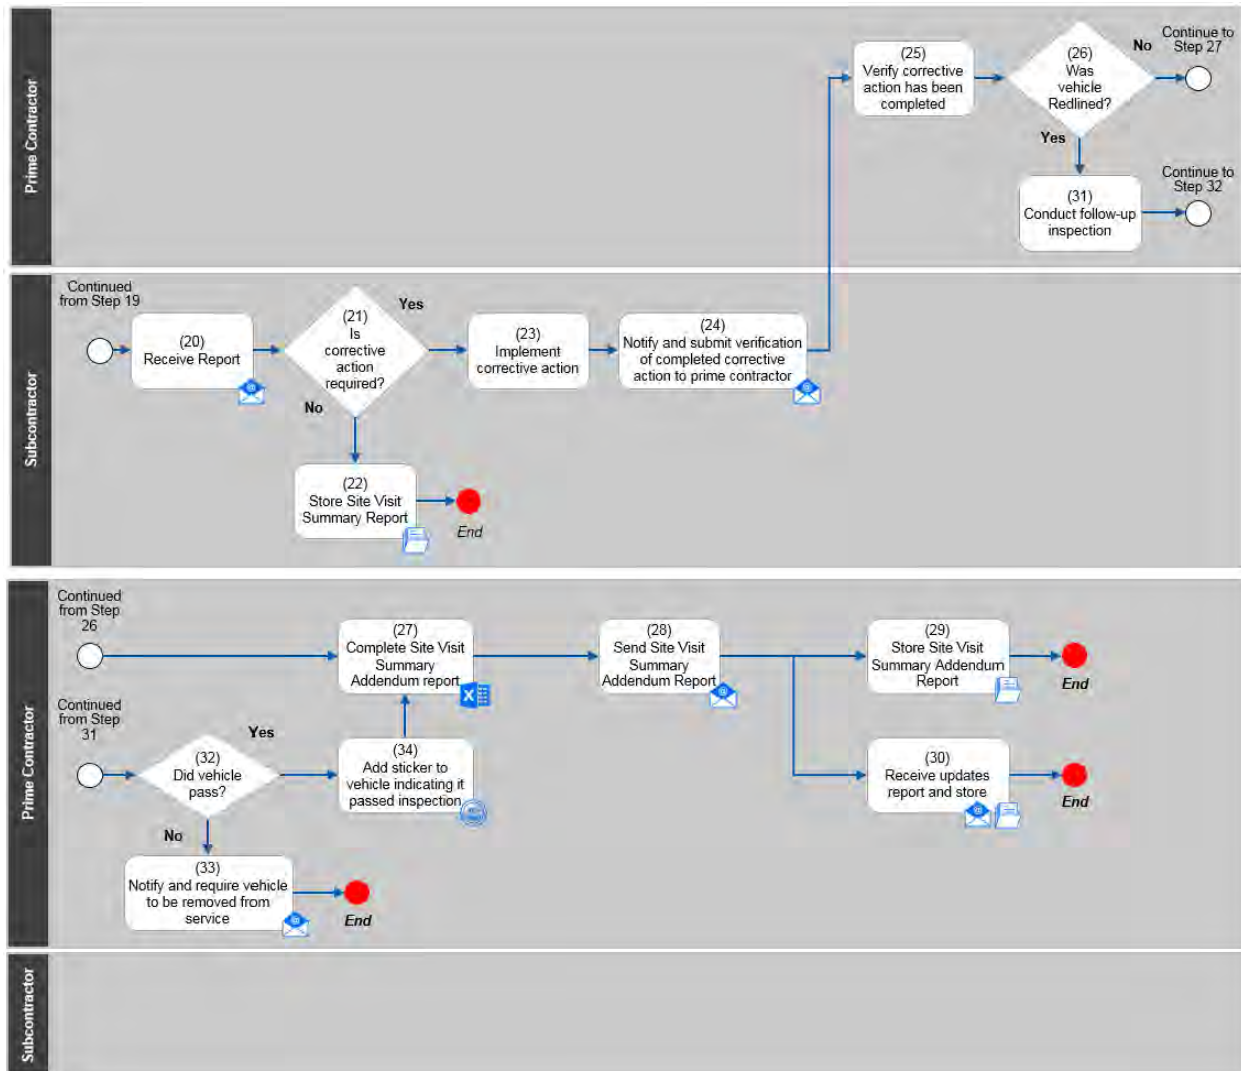 Prime Contractor
(25)
Verify corrective
action has been
completed
(26)
Was
vehicle
Redlined?
No
Continue to
Step 27
Yes
(31)
Conduct follow-up
inspection
Continue to
Step 32
Subcontractor
Continued
from Step 19
(20)
Receive Report
(21)
Is
corrective
action
required?
Yes
No
(23)
Implement
corrective action
(24)
Notify and submit verification
of completed corrective
action to prime contractor
(22)
Store Site Visit
Summary Report
End
Prime Contractor
Continued
from Step
26
(27)
Complete Site Visit
Summary
Addendum report
(28)
Send Site Visit
Summary
Addendum Report
(29)
Store Site Visit
Summary Addendum
Report
End
Continued
from Step
31
(32)
Did vehicle
pass?
Yes
No
(34)
Add sticker to
vehicle indicating it
passed inspection
(30)
Receive updates
report and store
End
(33)
Notify and require vehicle
to be removed from
service
End
Subcontractor